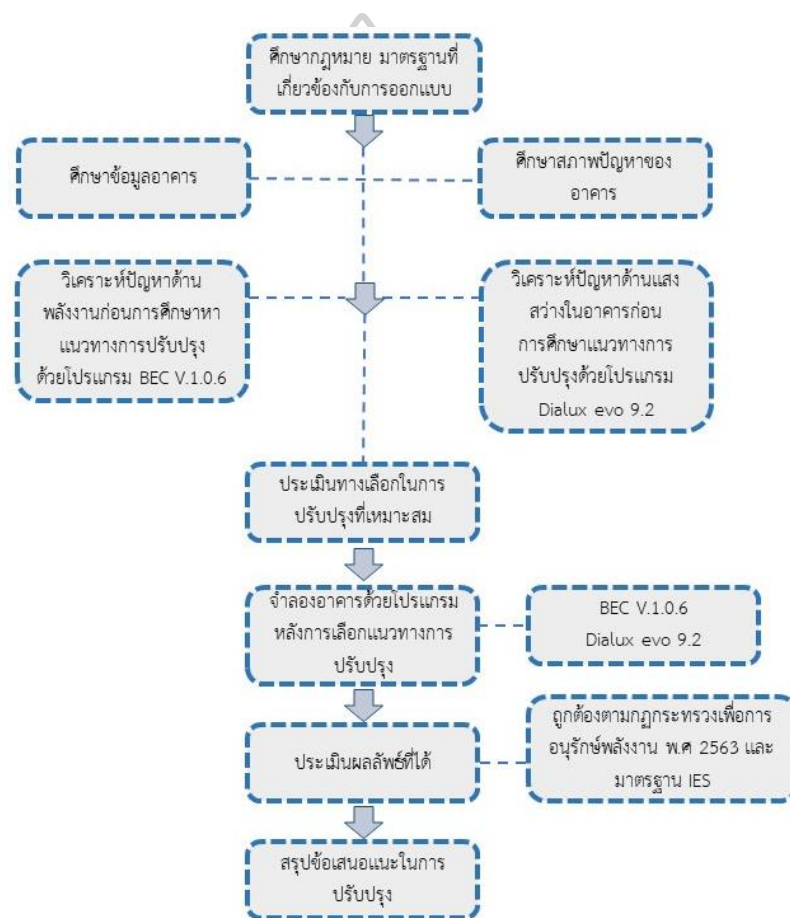 ศึกษากฎหมาย มาตรฐานที่
เกี่ยวข้องกับการออกแบบ
ศึกษาข้อมูลอาคาร
ศึกษาสภาพปัญหาของ
อาคาร
วิเคราะห์ปัญหาด้าน
พลังงานก่อนการศึกษาหา
แนวทางการปรับปรุง
ด้วยโปรแกรม BEC V.1.0.6
วิเคราะห์ปัญหาด้านแสง
สว่างในอาคารก่อน
การศึกษาแนวทางการ
ปรับปรุงด้วยโปรแกรม
Dialux evo 9.2
ประเมินทางเลือกในการ
ปรับปรุงที่เหมาะสม
จำลองอาคารด้วยโปรแกรม
หลังการเลือกแนวทางการ
ปรับปรุง
BEC V.1.0.6
Dialux evo 9.2
ประเมินผลลัพธ์ที่ได้
ถูกต้องตามกฏกระทรวงเพื่อการ
อนุรักษ์พลังงาน พ.ศ 2563 และ
มาตรฐาน IES
สรุปข้อเสนอแนะในการ
ปรับปรุง